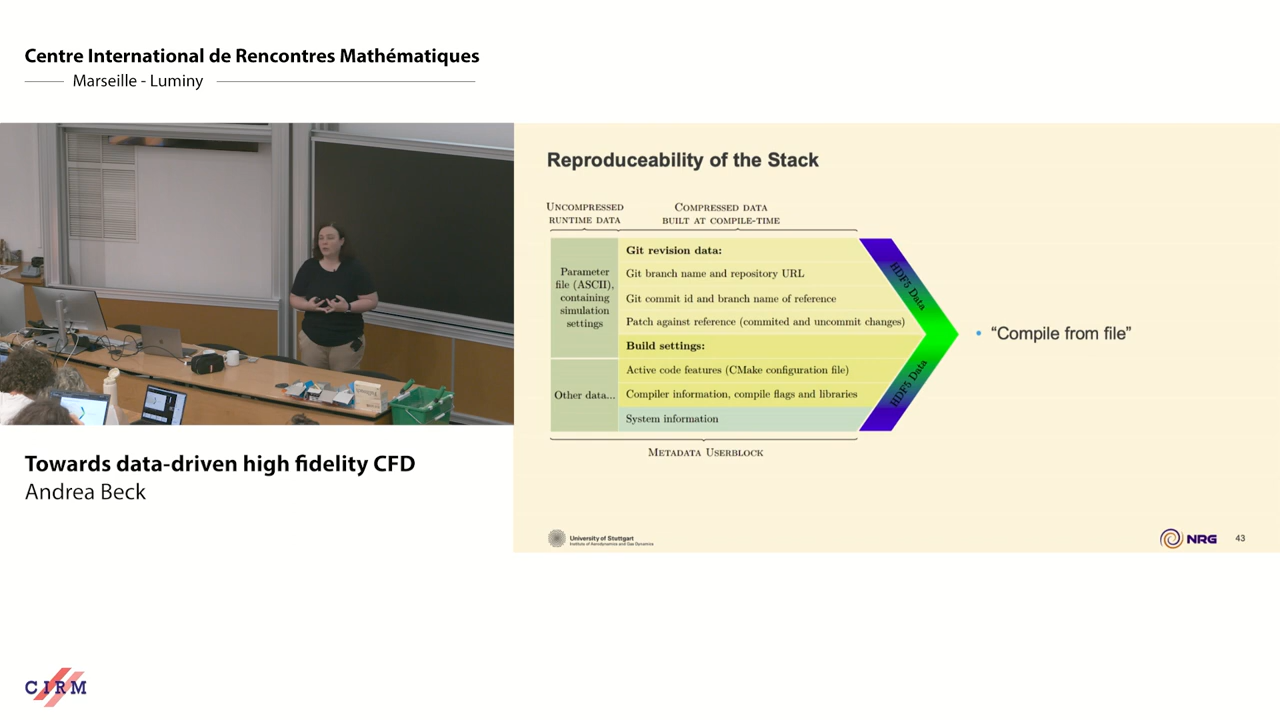 Centre International de Rencontres Mathématiques
Marseille - Luminy
Towards data-driven high fidelity CFD
Andrea Beck
CIRM
Reproduceability of the Stack
Uncompressed
runtime data
Compressed data
built at compile-time
Parameter
file (ASCII),
containing
simulation
settings
Other data...
Git revision data:
Git branch name and repository URL
Git commit id and branch name of reference
Patch against reference (commited and uncommit changes)
Build settings:
Active code features (CMake configuration file)
Compiler information, compile flags and libraries
System information
HDF5 Data
HDF5 Data
Metadata Userblock
• “Compile from file”
University of Stuttgart
Institute of Aerodynamics and Gas Dynamics
NRG
43